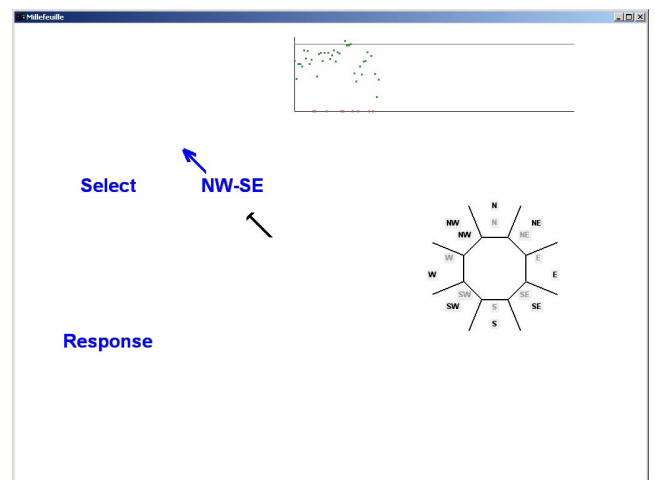 Millefeuille
Select NW-SE
N
NW N NE
NW NE
W E
W E
SW SE
SW S SE
S
Response